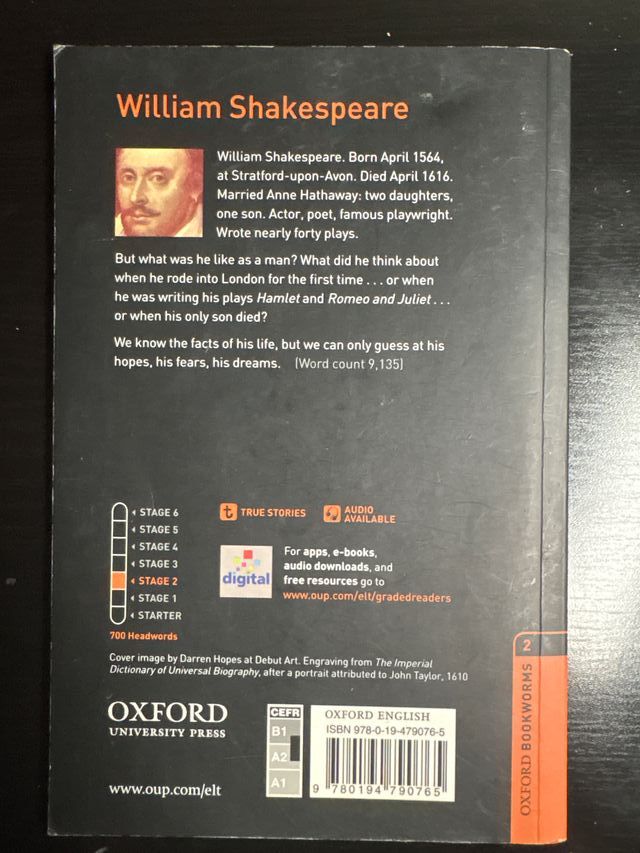 William Shakespeare
William Shakespeare. Born April 1564,
at Stratford-upon-Avon. Died April 1616.
Married Anne Hathaway: two daughters,
one son. Actor, poet, famous playwright.
Wrote nearly forty plays.
But what was he like as a man? What did he think about
when he rode into London for the first time ... or when
he was writing his plays Hamlet and Romeo and Juliet ...
or when his only son died?
We know the facts of his life, but we can only guess at his
hopes, his fears, his dreams. (Word count 9,135)
STAGE 6
STAGE 5
STAGE 4
STAGE 3
STAGE 2
STAGE 1
STARTER
700 Headwords
t TRUE STORIES
AUDIO
AVAILABLE
digital
For apps, e-books,
audio downloads, and
free resources go to
www.oup.com/elt/gradedreaders
Cover image by Darren Hopes at Debut Art. Engraving from The Imperial
Dictionary of Universal Biography, after a portrait attributed to John Taylor, 1610
OXFORD
UNIVERSITY PRESS
www.oup.com/elt
CEFR
B1
A2
A1
OXFORD ENGLISH
ISBN 978-0-19-479076-5
9 780194 790765
2
OXFORD BOOKWORMS